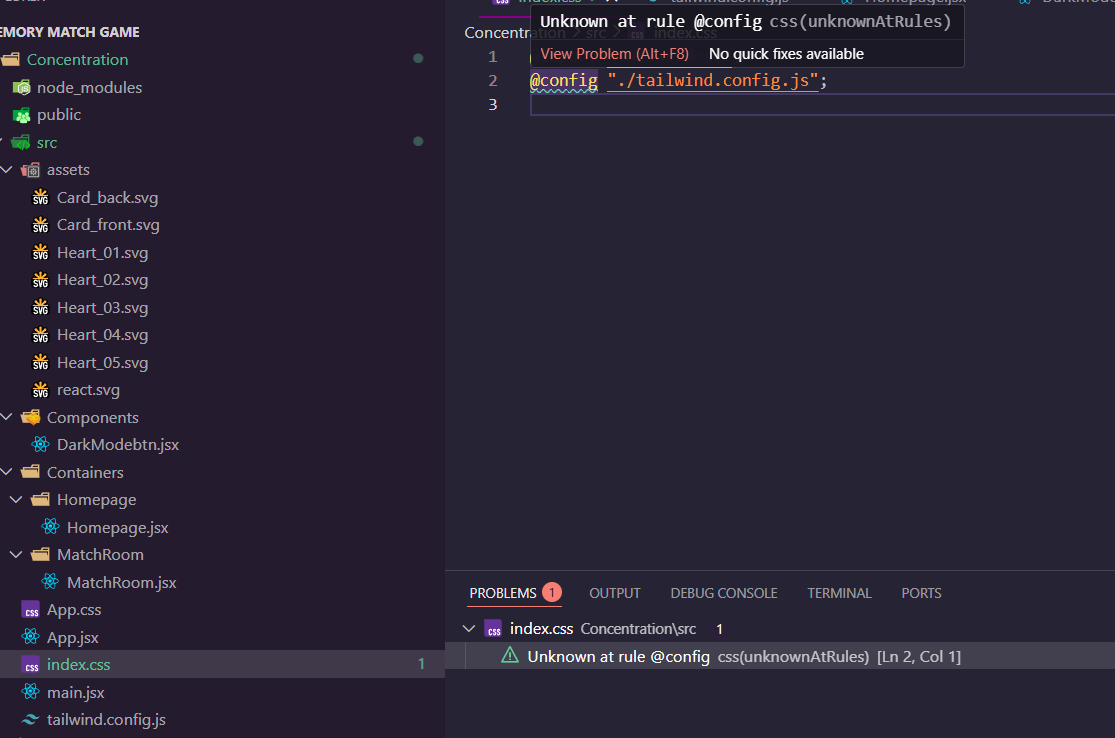 EMORY MATCH GAME
Concentration
node_modules
public
src
assets
Card_back.svg
Card_front.svg
Heart_01.svg
Heart_02.svg
Heart_03.svg
Heart_04.svg
Heart_05.svg
react.svg
Components
DarkModebtn.jsx
Containers
Homepage
Homepage.jsx
MatchRoom
MatchRoom.jsx
App.css
App.jsx
index.css 1
main.jsx
tailwind.config.js
Unknown at rule @config css(unknownAtRules)
Concentration > src > index.css
View Problem (Alt+F8) No quick fixes available
1
2 @config "./tailwind.config.js";
3
PROBLEMS 1 OUTPUT DEBUG CONSOLE TERMINAL PORTS
index.css Concentration\src 1
Unknown at rule @config css(unknownAtRules) [Ln 2, Col 1]